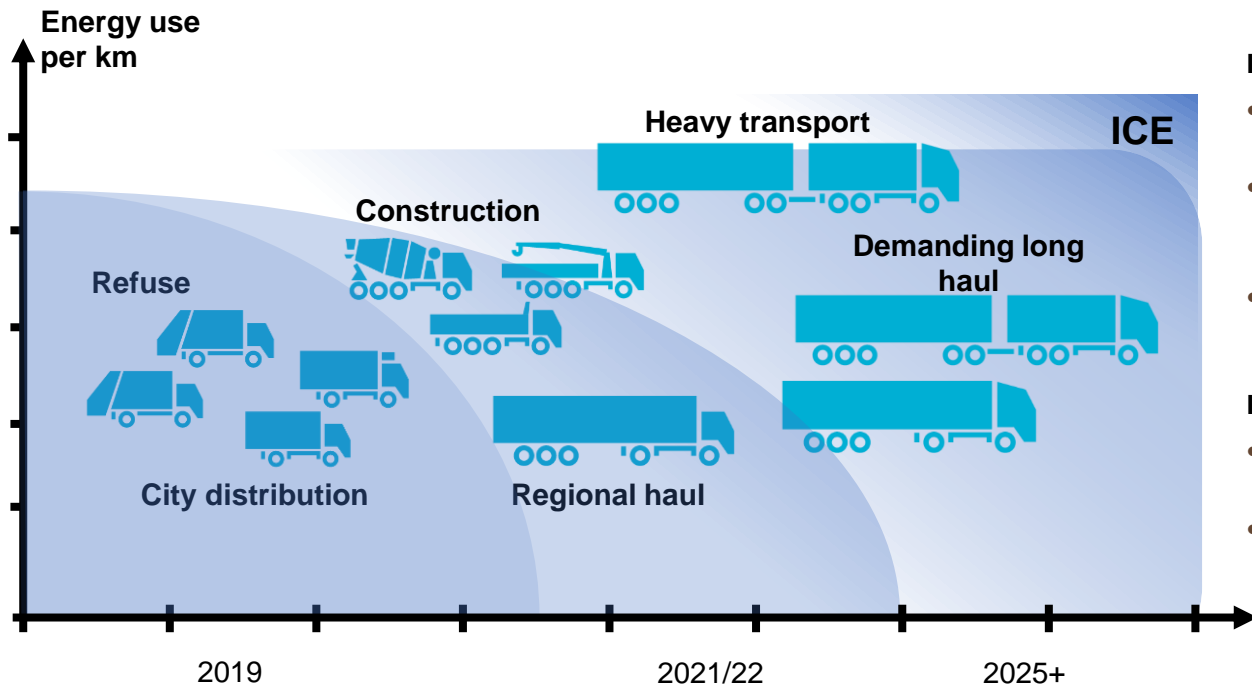 Energy use
per km
Heavy transport
ICE
Construction
Demanding long
haul
Refuse
City distribution
Regional haul
2019
2021/22
2025+